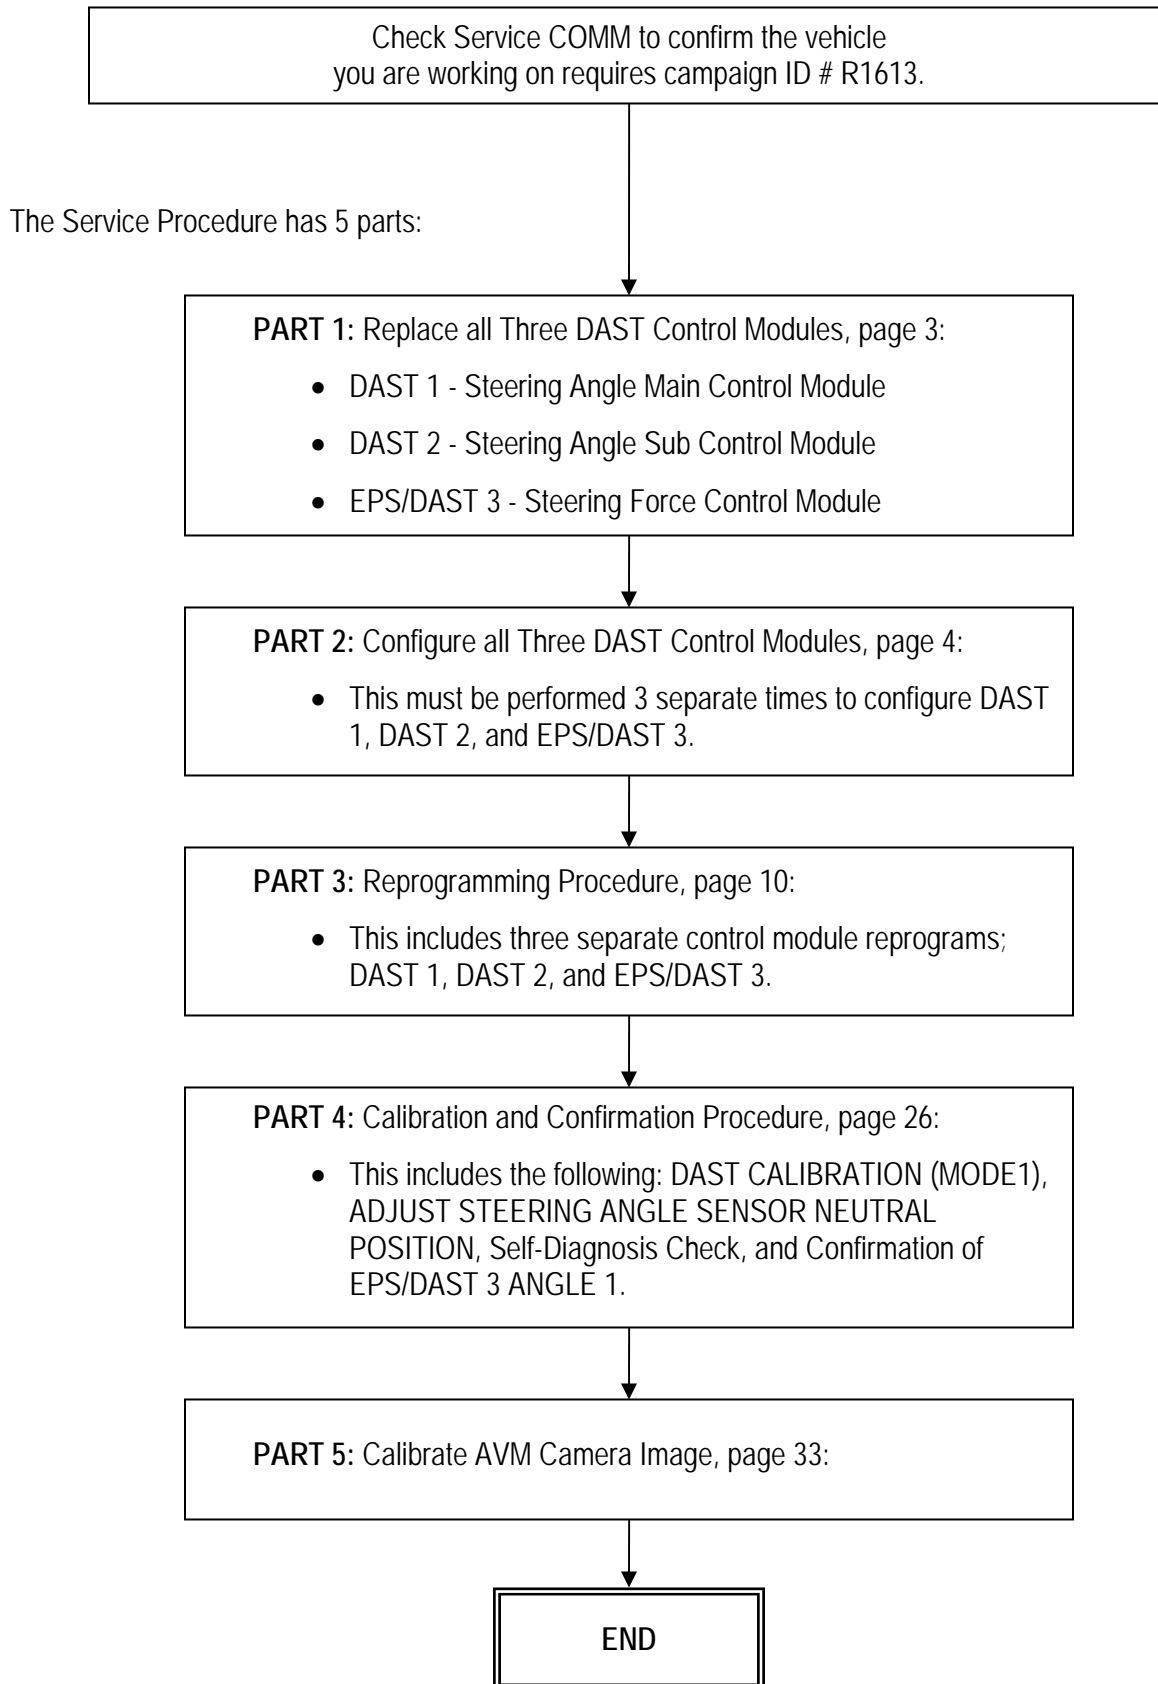 Check Service COMM to confirm the vehicle
you are working on requires campaign ID # R1613.
The Service Procedure has 5 parts:
PART 1: Replace all Three DAST Control Modules, page 3:
• DAST 1 - Steering Angle Main Control Module
• DAST 2 - Steering Angle Sub Control Module
• EPS/DAST 3 - Steering Force Control Module
PART 2: Configure all Three DAST Control Modules, page 4:
• This must be performed 3 separate times to configure DAST
1, DAST 2, and EPS/DAST 3.
PART 3: Reprogramming Procedure, page 10:
• This includes three separate control module reprograms;
DAST 1, DAST 2, and EPS/DAST 3.
PART 4: Calibration and Confirmation Procedure, page 26:
• This includes the following: DAST CALIBRATION (MODE1),
ADJUST STEERING ANGLE SENSOR NEUTRAL
POSITION, Self-Diagnosis Check, and Confirmation of
EPS/DAST 3 ANGLE 1.
PART 5: Calibrate AVM Camera Image, page 33:
END